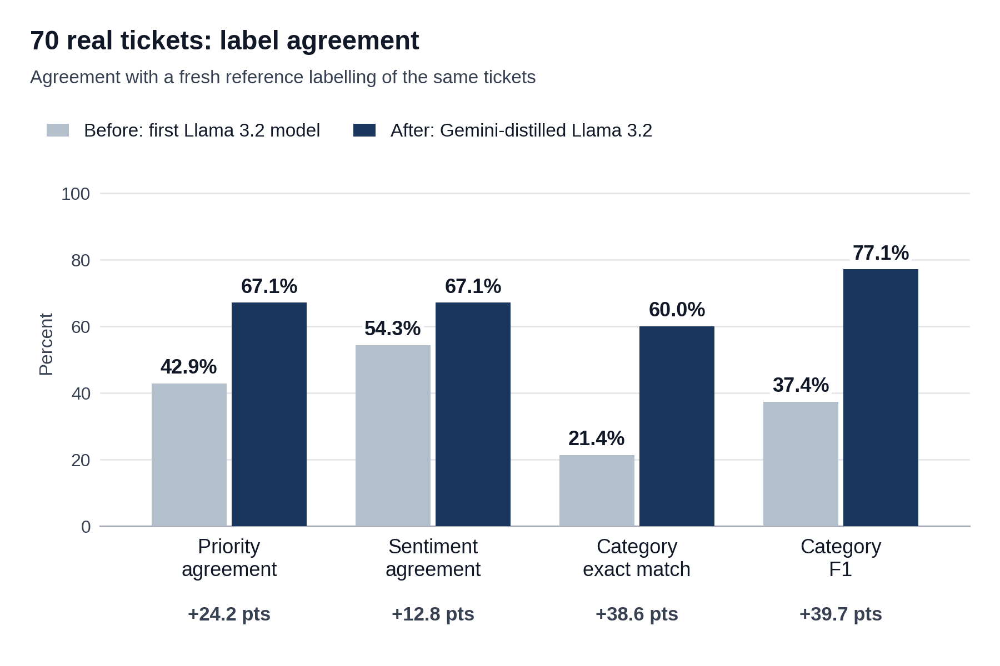 70 real tickets: label agreement
Agreement with a fresh reference labelling of the same tickets
Before: first Llama 3.2 model
After: Gemini-distilled Llama 3.2
Percent
100
80
60
40
20
0
42.9%
67.1%
54.3%
67.1%
21.4%
60.0%
37.4%
77.1%
Priority
agreement
Sentiment
agreement
Category
exact match
Category
F1
+24.2 pts
+12.8 pts
+38.6 pts
+39.7 pts